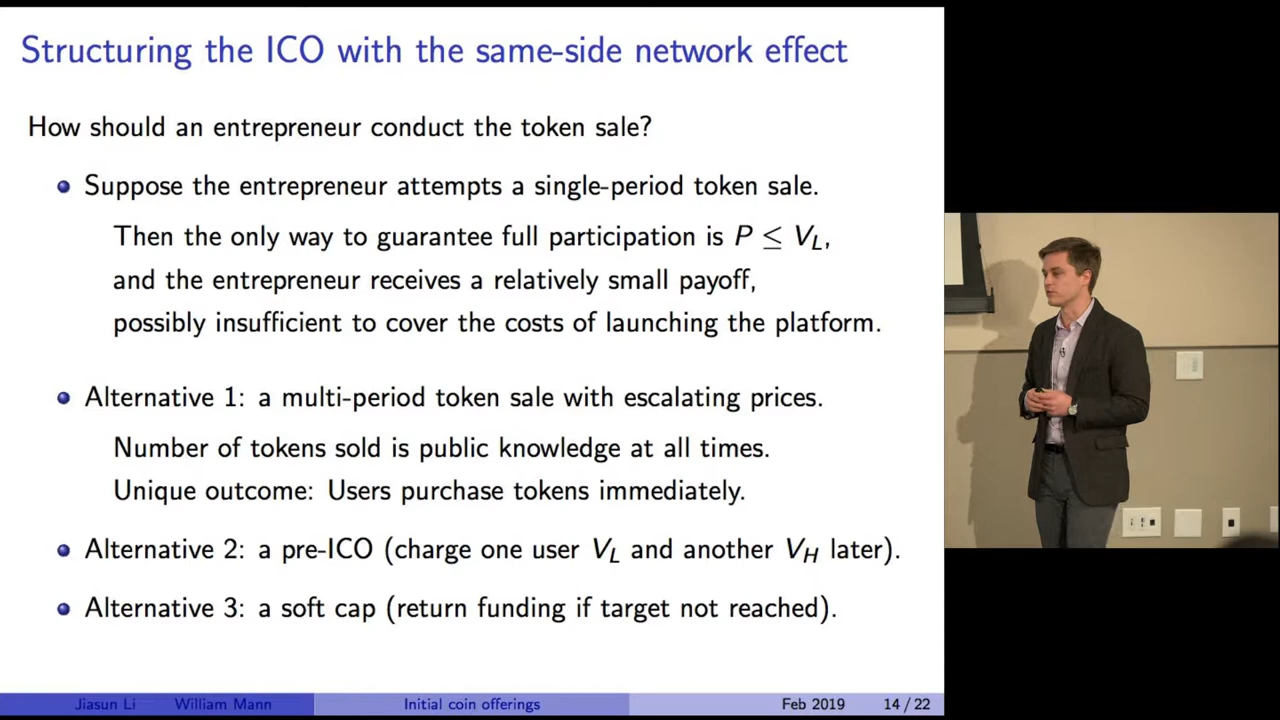 Structuring the ICO with the same-side network effect
How should an entrepreneur conduct the token sale?
Suppose the entrepreneur attempts a single-period token sale.
Then the only way to guarantee full participation is P ≤ V_L,
and the entrepreneur receives a relatively small payoff,
possibly insufficient to cover the costs of launching the platform.
Alternative 1: a multi-period token sale with escalating prices.
Number of tokens sold is public knowledge at all times.
Unique outcome: Users purchase tokens immediately.
Alternative 2: a pre-ICO (charge one user V_L and another V_H later).
Alternative 3: a soft cap (return funding if target not reached).
Jiasun Li William Mann Initial coin offerings Feb 2019 14 / 22